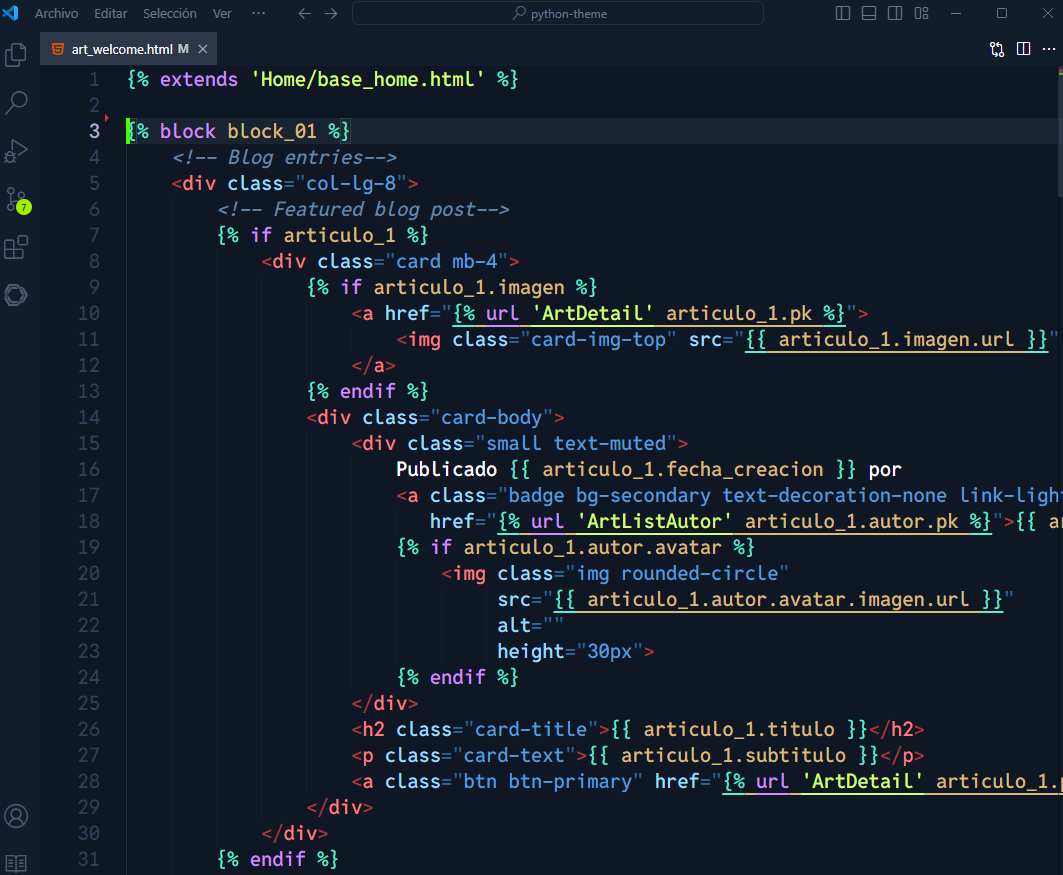 Archivo Editar Selección Ver ··· python-theme
art_welcome.html M
1 {% extends 'Home/base_home.html' %}
2
3 {% block block_01 %}
4 <!-- Blog entries-->
5 <div class="col-lg-8">
6 <!-- Featured blog post-->
7 {% if articulo_1 %}
8 <div class="card mb-4">
9 {% if articulo_1.imagen %}
10 <a href="{% url 'ArtDetail' articulo_1.pk %}">
11 <img class="card-img-top" src="{{ articulo_1.imagen.url }}"
12 </a>
13 {% endif %}
14 <div class="card-body">
15 <div class="small text-muted">
16 Publicado {{ articulo_1.fecha_creacion }} por
17 <a class="badge bg-secondary text-decoration-none link-ligh
18 href="{% url 'ArtListAutor' articulo_1.autor.pk %}">{{ a
19 {% if articulo_1.autor.avatar %}
20 <img class="img rounded-circle"
21 src="{{ articulo_1.autor.avatar.imagen.url }}"
22 alt=""
23 height="30px">
24 {% endif %}
25 </div>
26 <h2 class="card-title">{{ articulo_1.titulo }}</h2>
27 <p class="card-text">{{ articulo_1.subtitulo }}</p>
28 <a class="btn btn-primary" href="{% url 'ArtDetail' articulo_1.p
29 </div>
30 </div>
31 {% endif %}
7